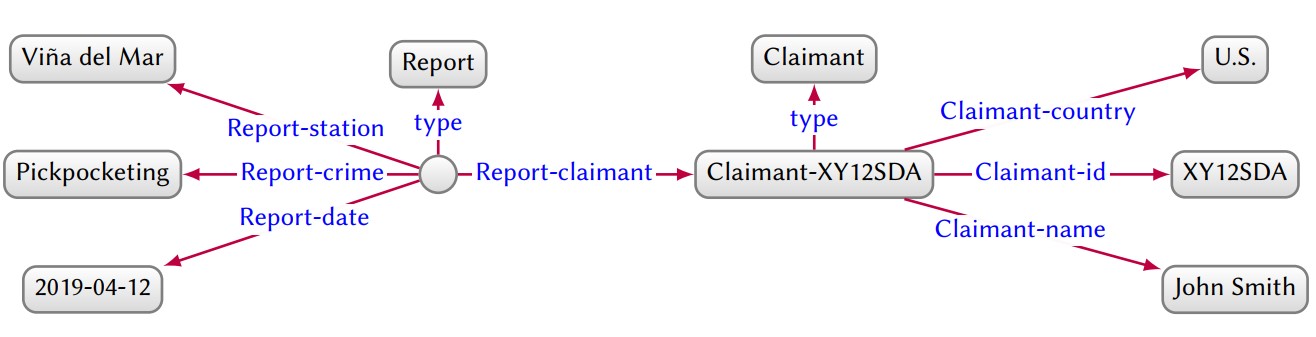 Viña del Mar
Report
Claimant
U.S.
Report-station
type
type
Claimant-country
Pickpocketing
Report-crime
Report-claimant
Claimant-XY12SDA
Claimant-id
XY12SDA
Report-date
Claimant-name
2019-04-12
John Smith